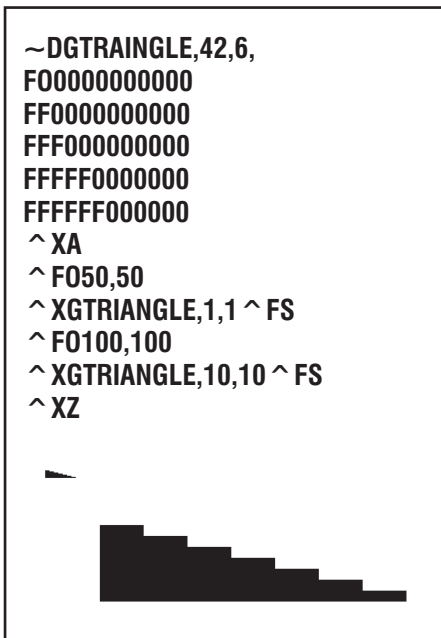 ~DGTRAINGLE,42,6,
F00000000000
FF0000000000
FFF000000000
FFFFF0000000
FFFFFF000000
^ XA
^ FO50,50
^ XGTRIANGLE,1,1 ^ FS
^ FO100,100
^ XGTRIANGLE,10,10 ^ FS
^ XZ